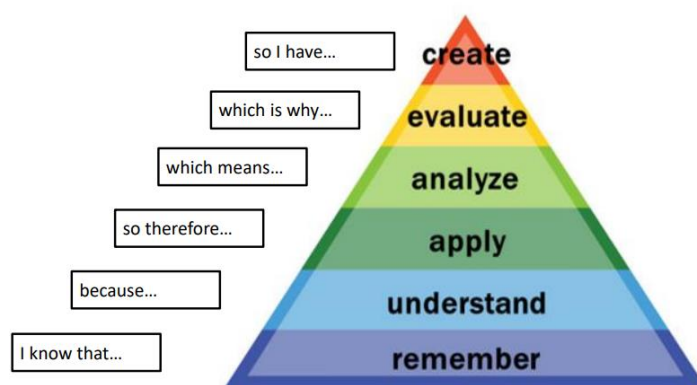 so I have…
create
which is why…
evaluate
which means…
analyze
so therefore…
apply
because…
understand
I know that…
remember